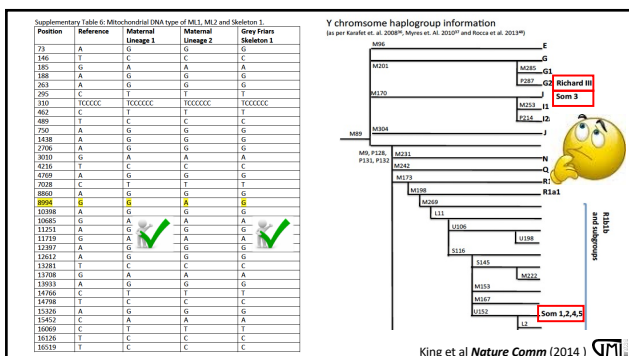 Supplementary Table 6: Mitochondrial DNA type of ML1, ML2 and Skeleton 1.
Position Reference Maternal Lineage 1 Maternal Lineage 2 Grey Friars Skeleton 1
73 A G G G
146 T C C C
185 G A A A
188 A G G G
263 A G G G
295 C T T T
310 TCCCCC TCCCCCC TCCCCCC TCCCCCC
462 C T T T
489 T C C C
750 A G G G
1438 A G G G
2706 A G G G
3010 G A A A
4216 T C C C
4769 A G G G
7028 C T T T
8860 A G G G
8994 G G A G
10398 A G G G
10685 G A A A
11251 A G G G
11719 G A A A
12397 A G G G
12612 A G G G
13281 T C C C
13708 G A A A
13933 A G G G
14766 C T T T
14798 T C C C
15326 A G G G
15452 C A A A
16069 C T T T
16126 T C C C
16519 T C C C
Y chromsome haplogroup information
(as per Karafet et. al. 2008³⁶, Myres et. Al. 2010³⁷ and Rocca et al. 2013⁴⁰)
M96 E
G
M201
M285 G1
P287 G2 Richard III
M170 I Som 3
M253 I1
P214 I2
M304 J
M89
M9, P128,
P131, P132
M231 N
M242 Q
M173
M198 R1a1
M269
L11
U106
U198
S116
S145
M222
M153
M167
U152 Som 1,2,4,5
L2
R1b1b
and subgroups
King et al Nature Comm (2014 )
GMI